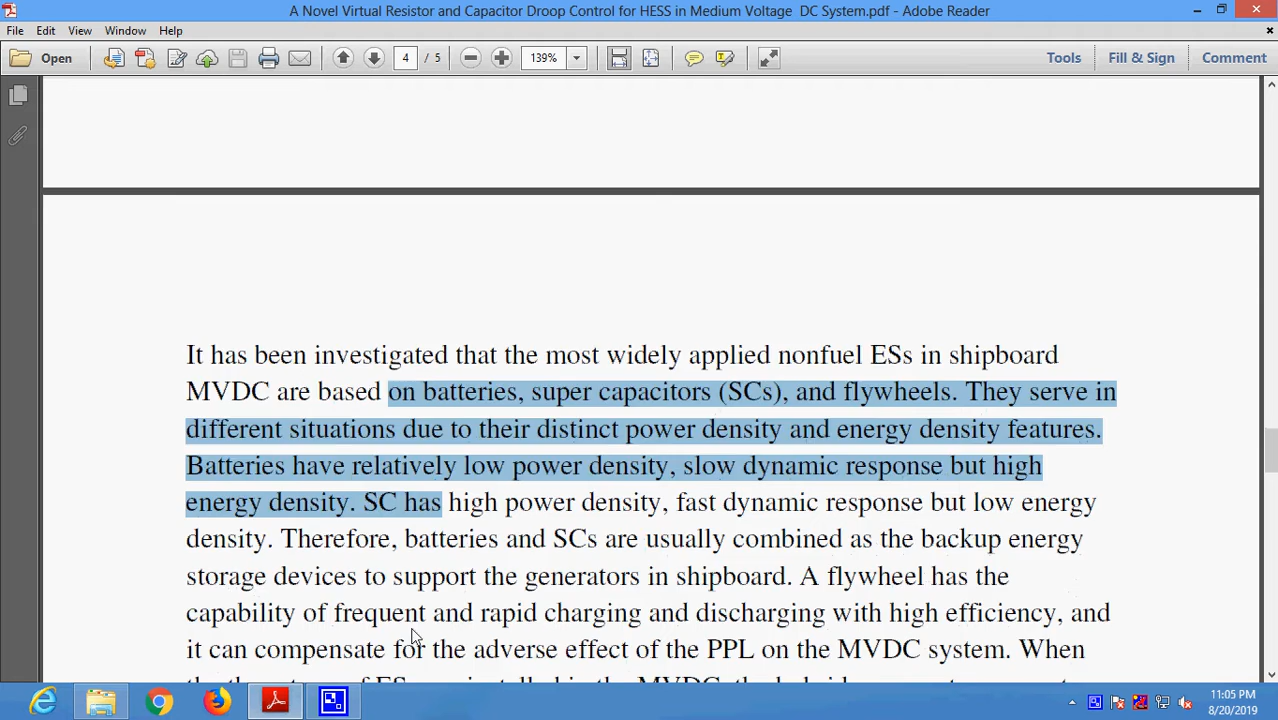 A Novel Virtual Resistor and Capacitor Droop Control for HESS in Medium Voltage DC System.pdf - Adobe Reader
File Edit View Window Help
Open 4 / 5 139% Tools Fill & Sign Comment
It has been investigated that the most widely applied nonfuel ESs in shipboard
MVDC are based on batteries, super capacitors (SCs), and flywheels. They serve in
different situations due to their distinct power density and energy density features.
Batteries have relatively low power density, slow dynamic response but high
energy density. SC has high power density, fast dynamic response but low energy
density. Therefore, batteries and SCs are usually combined as the backup energy
storage devices to support the generators in shipboard. A flywheel has the
capability of frequent and rapid charging and discharging with high efficiency, and
it can compensate for the adverse effect of the PPL on the MVDC system. When
11:05 PM
8/20/2019